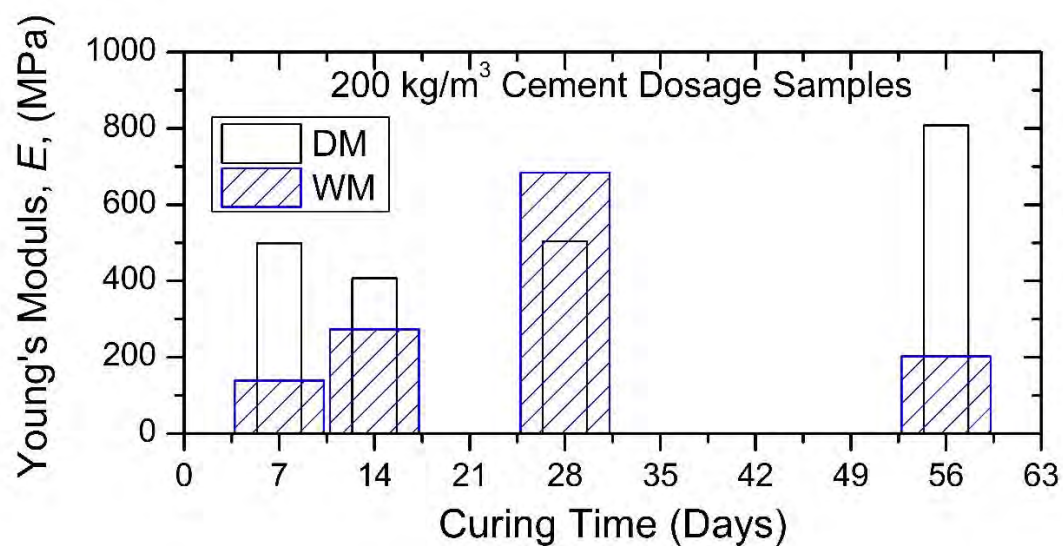 200 kg/m³ Cement Dosage Samples
DM
WM
Young's Moduls, E, (MPa)
1000
800
600
400
200
0
0 7 14 21 28 35 42 49 56 63
Curing Time (Days)